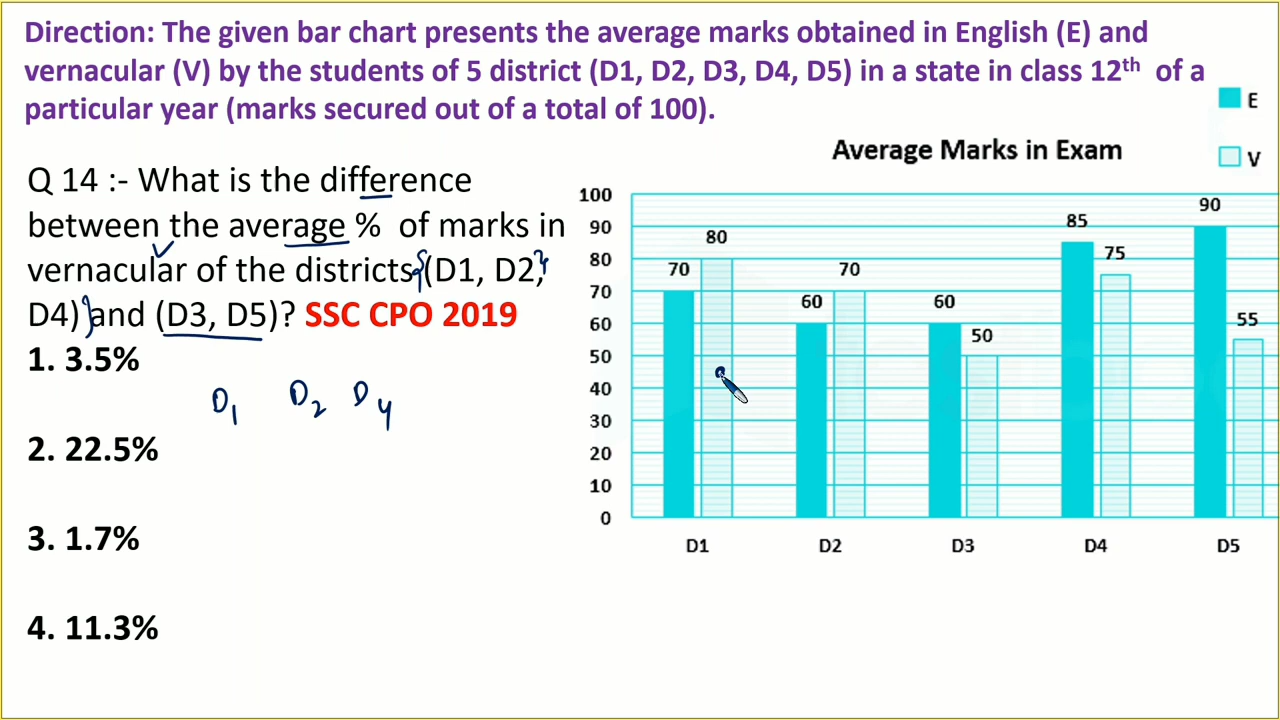 Direction: The given bar chart presents the average marks obtained in English (E) and
vernacular (V) by the students of 5 district (D1, D2, D3, D4, D5) in a state in class 12th of a
particular year (marks secured out of a total of 100).
E
V
Average Marks in Exam
Q 14 :- What is the difference
between the average % of marks in
vernacular of the districts (D1, D2,
D4) and (D3, D5)? SSC CPO 2019
1. 3.5%
2. 22.5%
3. 1.7%
4. 11.3%
D1 D2 D4
100
90
80
70
60
50
40
30
20
10
0
70
80
60
70
60
50
85
75
90
55
D1
D2
D3
D4
D5